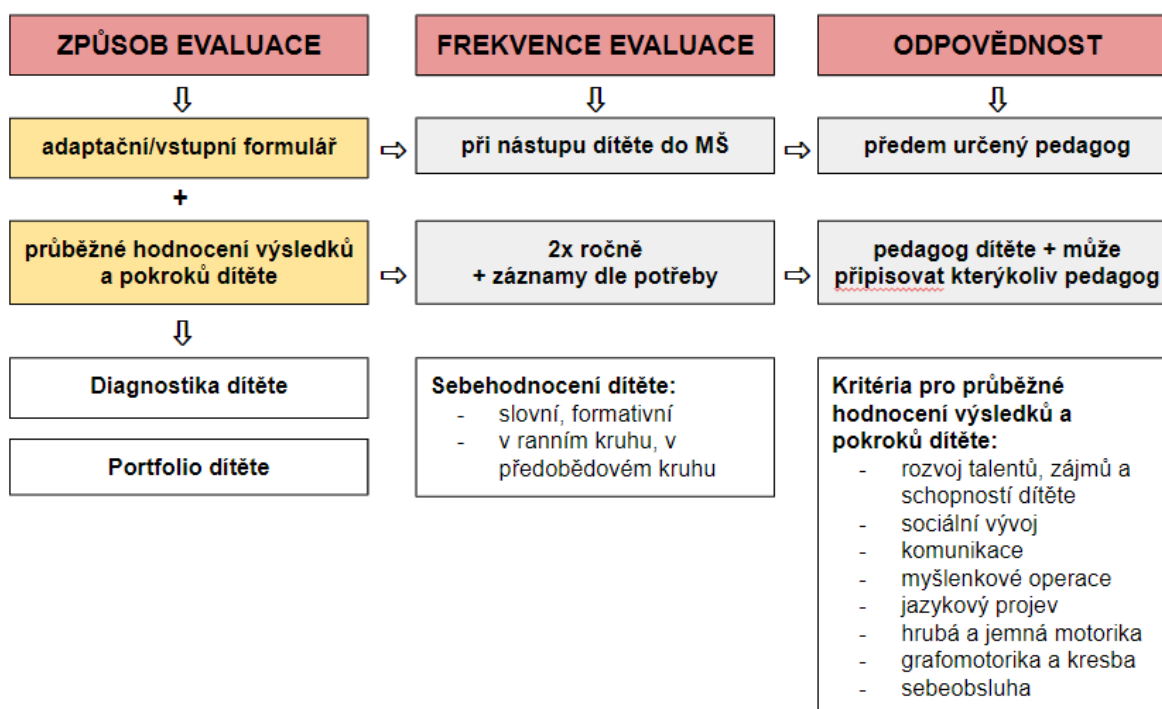 ZPŮSOB EVALUACE
FREKVENCE EVALUACE
ODPOVĚDNOST
adaptační/vstupní formulář
při nástupu dítěte do MŠ
předem určený pedagog
+
průběžné hodnocení výsledků
a pokroků dítěte
2x ročně
+ záznamy dle potřeby
pedagog dítěte + může
připisovat kterýkoliv pedagog
Diagnostika dítěte
Portfolio dítěte
Sebehodnocení dítěte:
- slovní, formativní
- v ranním kruhu, v
předobědovém kruhu
Kritéria pro průběžné
hodnocení výsledků a
pokroků dítěte:
- rozvoj talentů, zájmů a
schopností dítěte
- sociální vývoj
- komunikace
- myšlenkové operace
- jazykový projev
- hrubá a jemná motorika
- grafomotorika a kresba
- sebeobsluha